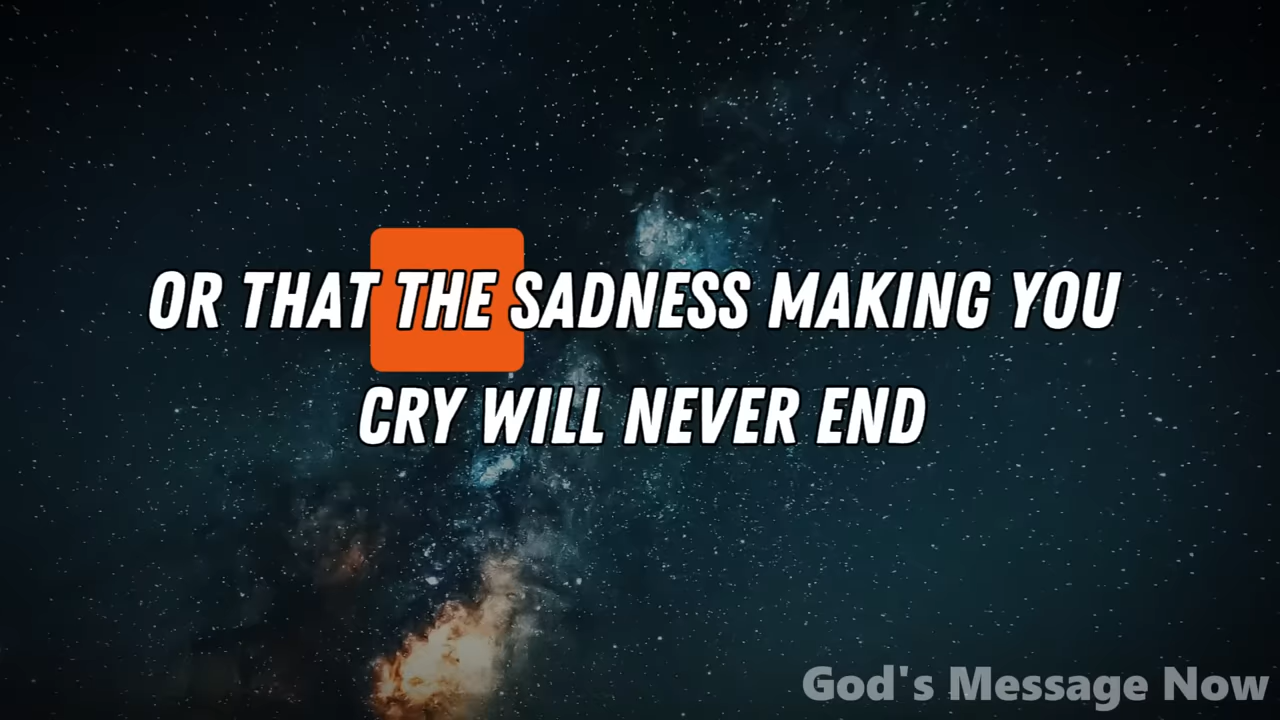 OR THAT THE SADNESS MAKING YOU
CRY WILL NEVER END
God's Message Now